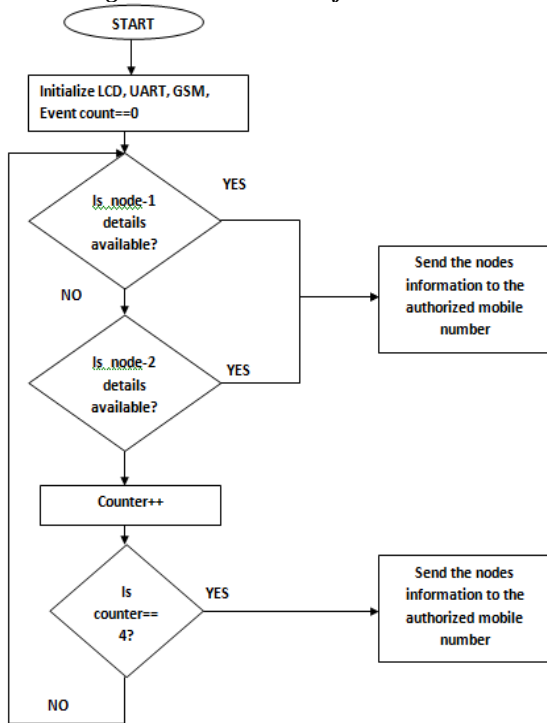 START
Initialize LCD, UART, GSM,
Event count==0
YES
Is node-1
details
available?
Send the nodes
information to the
authorized mobile
number
NO
Is node-2
details
available?
YES
Counter++
Is
counter==
4?
YES
Send the nodes
information to the
authorized mobile
number
NO